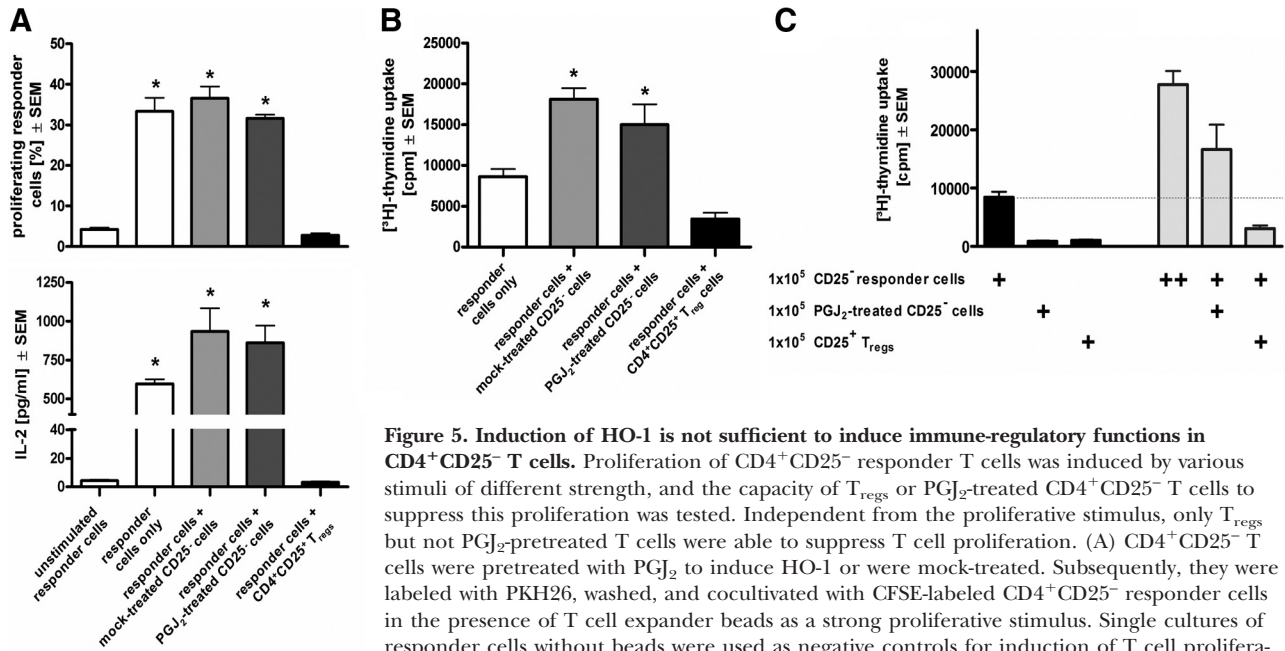 A
proliferating responder
cells [%] ± SEM
50
40
30
20
10
0
*
*
*
IL-2 [pg/ml] ± SEM
1250
1000
750
500
40
20
0
*
*
*
unstimulated
responder cells
responder
cells only
responder cells +
mock-treated CD25⁻ cells
responder cells +
PGJ₂-treated CD25⁻ cells
responder cells +
CD4⁺CD25⁺ Tregs
B
[³H]-thymidine uptake
[cpm] ± SEM
25000
20000
15000
10000
5000
0
*
*
responder
cells only
responder cells +
mock-treated CD25⁻ cells
responder cells +
PGJ₂-treated CD25⁻ cells
responder cells +
CD4⁺CD25⁺ Treg cells
C
[³H]-thymidine uptake
[cpm] ± SEM
30000
20000
10000
0
1x10⁵ CD25⁻ responder cells + ++ + +
1x10⁵ PGJ₂-treated CD25⁻ cells + +
1x10⁵ CD25⁺ Tregs + +
Figure 5. Induction of HO-1 is not sufficient to induce immune-regulatory functions in
CD4⁺CD25⁻ T cells. Proliferation of CD4⁺CD25⁻ responder T cells was induced by various
stimuli of different strength, and the capacity of Tregs or PGJ₂-treated CD4⁺CD25⁻ T cells to
suppress this proliferation was tested. Independent from the proliferative stimulus, only Tregs
but not PGJ₂-pretreated T cells were able to suppress T cell proliferation. (A) CD4⁺CD25⁻ T
cells were pretreated with PGJ₂ to induce HO-1 or were mock-treated. Subsequently, they were
labeled with PKH26, washed, and cocultivated with CFSE-labeled CD4⁺CD25⁻ responder cells
in the presence of T cell expander beads as a strong proliferative stimulus. Single cultures of
responder cells without beads were used as negative controls for induction of T cell prolifera-